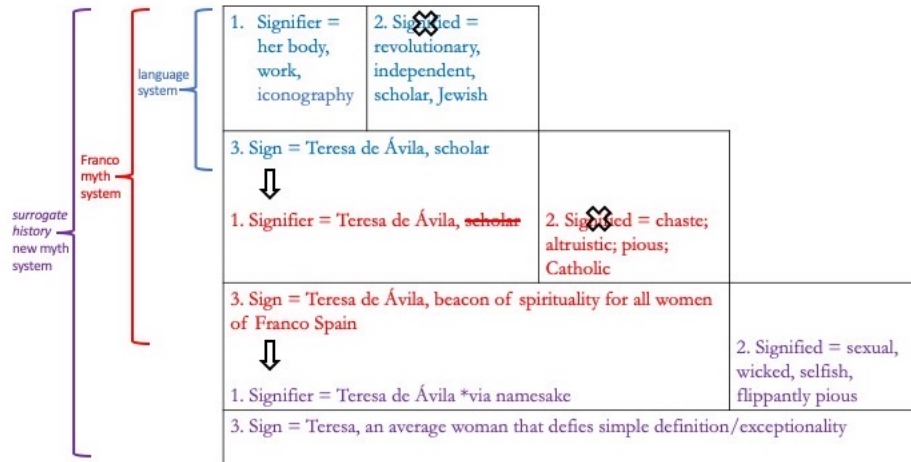 1. Signifier =
her body,
work,
iconography
2. Signified =
revolutionary,
independent,
scholar, Jewish
language
system
3. Sign = Teresa de Ávila, scholar
Franco
myth
system
1. Signifier = Teresa de Ávila, scholar
2. Signified = chaste;
altruistic; pious;
Catholic
surrogate
history
new myth
system
3. Sign = Teresa de Ávila, beacon of spirituality for all women
of Franco Spain
2. Signified = sexual,
wicked, selfish,
flippantly pious
1. Signifier = Teresa de Ávila *via namesake
3. Sign = Teresa, an average woman that defies simple definition/exceptionality